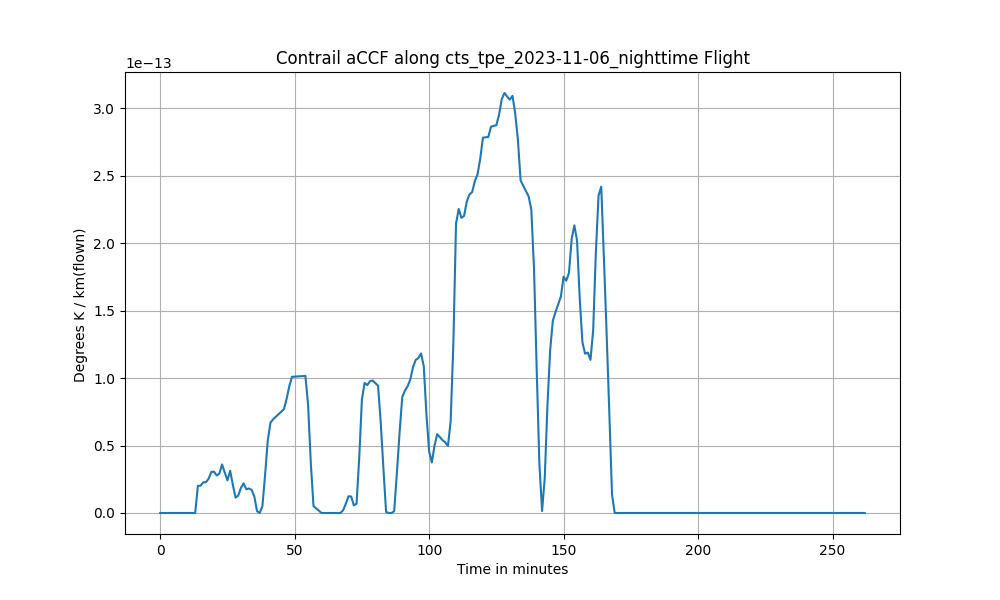 Contrail aCCF along cts_tpe_2023-11-06_nighttime Flight
1e−13
3.0
2.5
2.0
1.5
1.0
0.5
0.0
Degrees K / km(flown)
0 50 100 150 200 250
Time in minutes